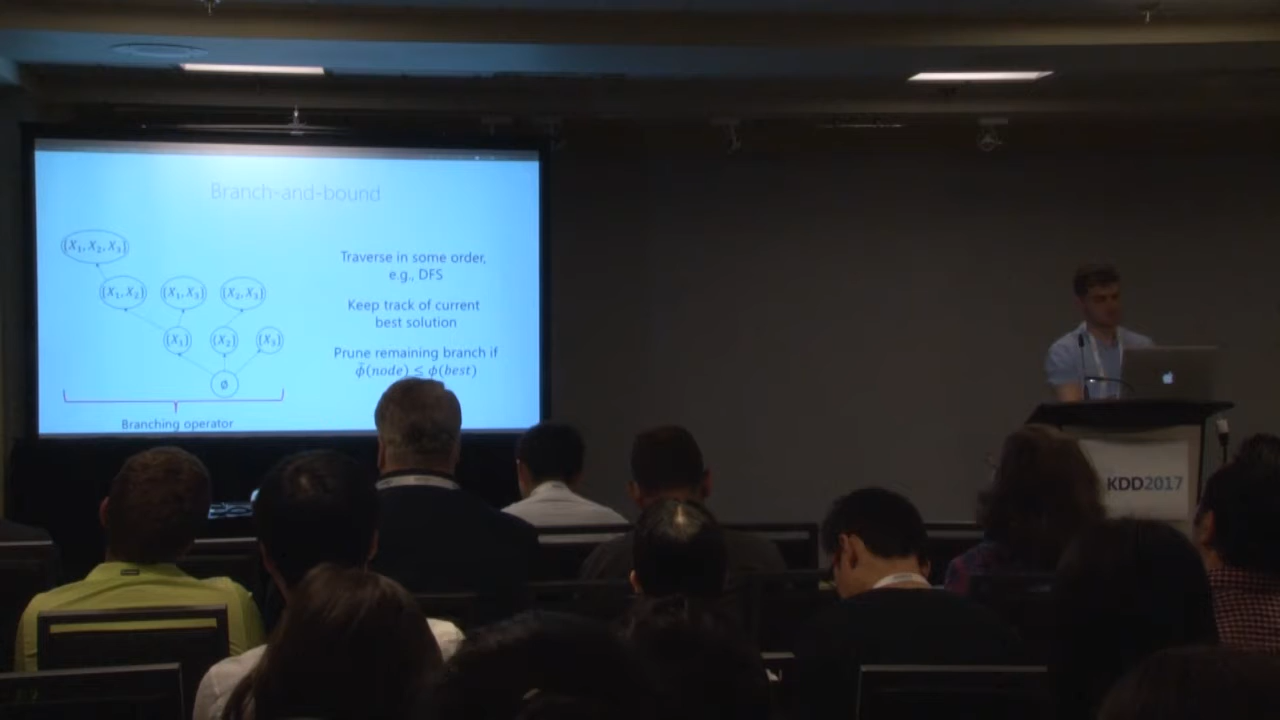 Branch-and-bound
{X₁, X₂, X₃}
{X₁, X₂} {X₁, X₃} {X₂, X₃}
{X₁} {X₂} {X₃}
∅
Branching operator
Traverse in some order,
e.g., DFS
Keep track of current
best solution
Prune remaining branch if
ϕ̄(node) ≤ ϕ(best)
KDD2017